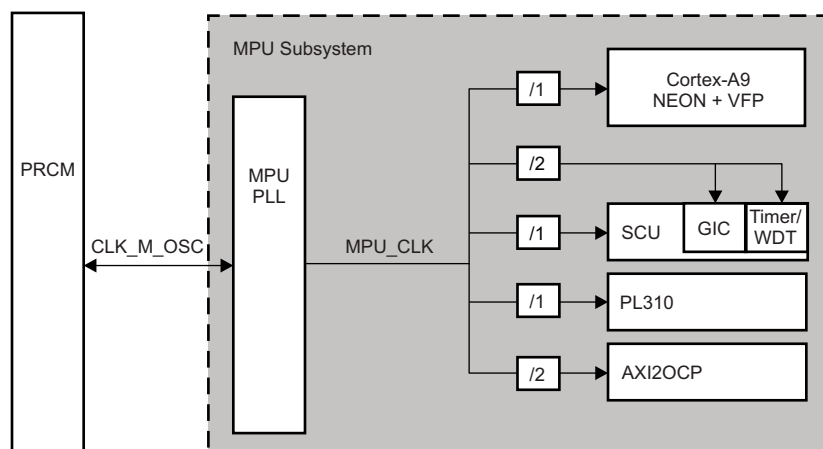 MPU Subsystem
/1
Cortex-A9
NEON + VFP
PRCM
MPU
PLL
/2
CLK_M_OSC
MPU_CLK
/1
SCU
GIC
Timer/
WDT
/1
PL310
/2
AXI2OCP